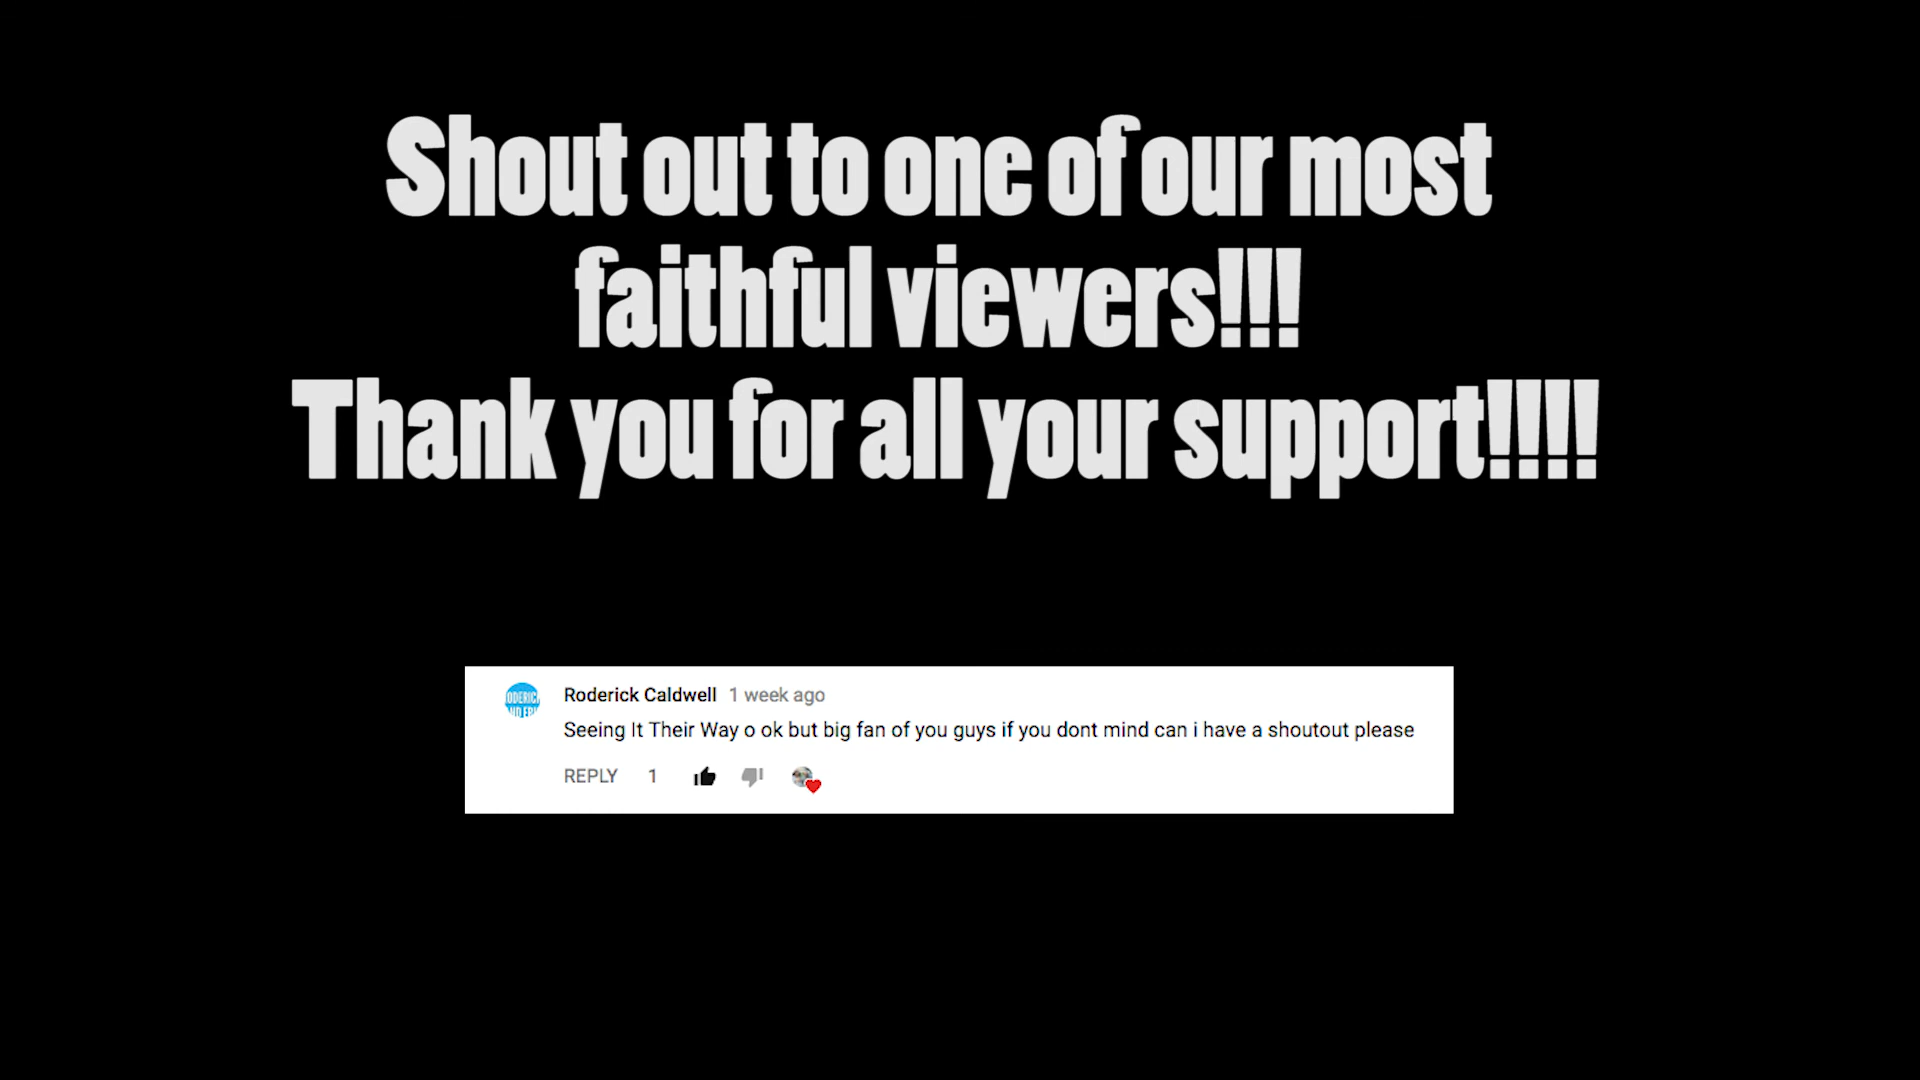 Shout out to one of our most
faithful viewers!!!
Thank you for all your support!!!!
Roderick Caldwell 1 week ago
Seeing It Their Way o ok but big fan of you guys if you dont mind can i have a shoutout please
REPLY 1